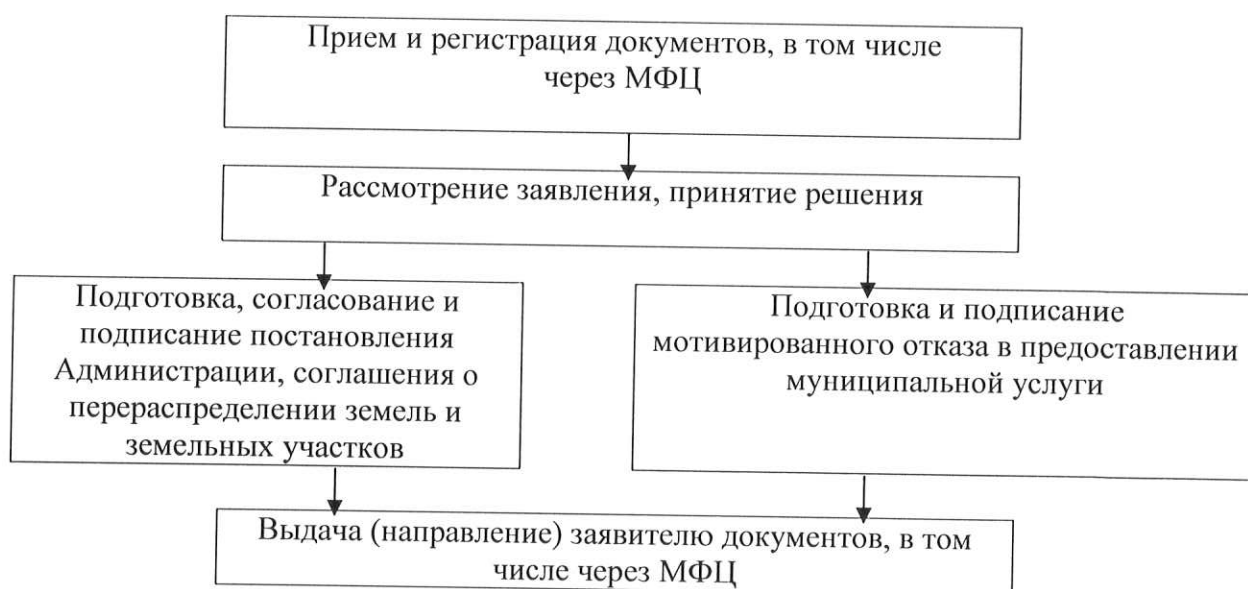 Прием и регистрация документов, в том числе
через МФЦ
Рассмотрение заявления, принятие решения
Подготовка, согласование и
подписание постановления
Администрации, соглашения о
перераспределении земель и
земельных участков
Подготовка и подписание
мотивированного отказа в предоставлении
муниципальной услуги
Выдача (направление) заявителю документов, в том
числе через МФЦ